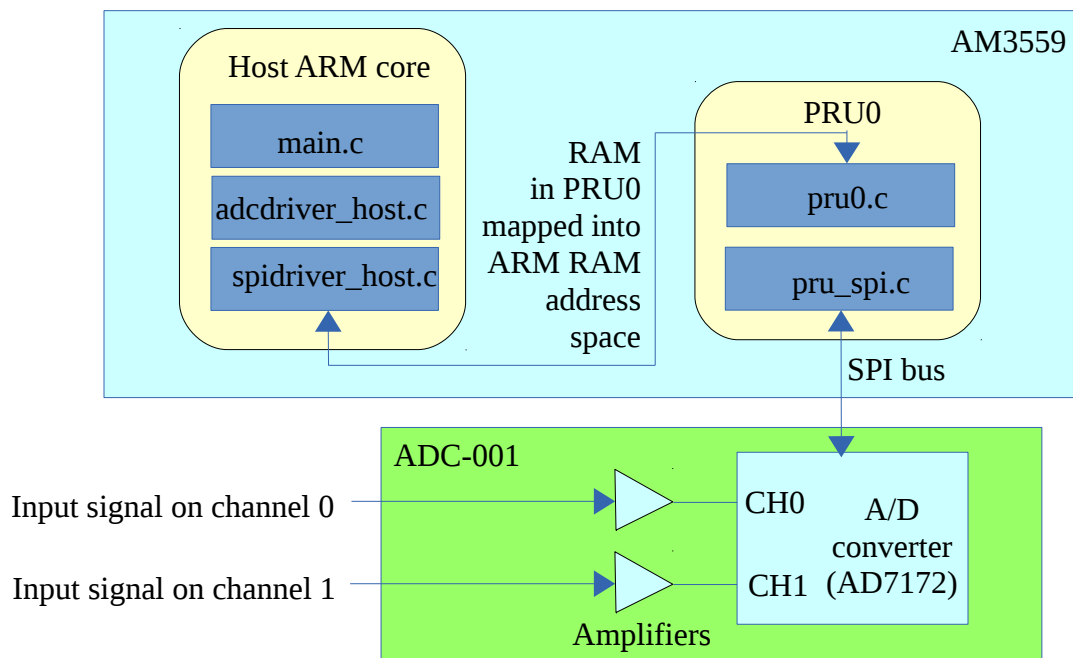 AM3559
Host ARM core
main.c
adcdriver_host.c
spidriver_host.c
RAM
in PRU0
mapped into
ARM RAM
address
space
PRU0
pru0.c
pru_spi.c
SPI bus
ADC-001
Input signal on channel 0
Input signal on channel 1
Amplifiers
CH0
CH1
A/D
converter
(AD7172)